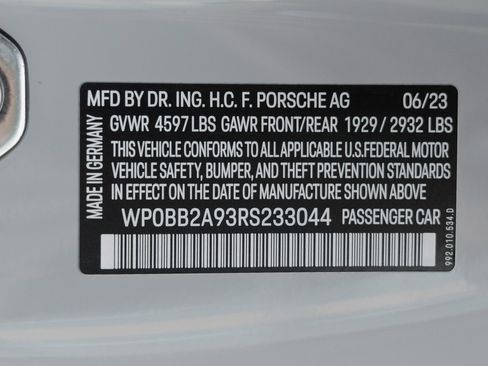 MFD BY DR. ING. H.C. F. PORSCHE AG 06/23
GVWR 4597 LBS GAWR FRONT/REAR 1929 / 2932 LBS
THIS VEHICLE CONFORMS TO ALL APPLICABLE U.S.FEDERAL MOTOR
VEHICLE SAFETY, BUMPER, AND THEFT PREVENTION STANDARDS
IN EFFECT ON THE DATE OF MANUFACTURE SHOWN ABOVE
WP0BB2A93RS233044 PASSENGER CAR
MADE IN GERMANY
992.010.534.D